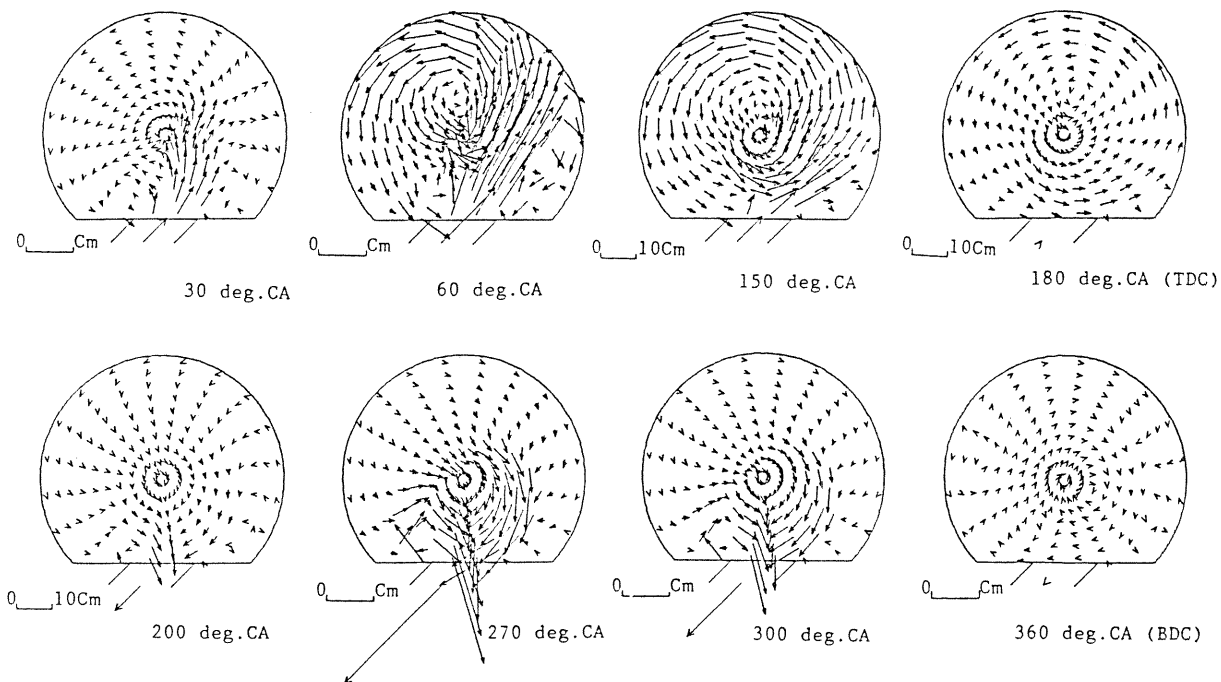 0 Cm
30 deg.CA
0 Cm
60 deg.CA
0 10Cm
150 deg.CA
0 10Cm
180 deg.CA (TDC)
0 10Cm
200 deg.CA
0 Cm
270 deg.CA
0 Cm
300 deg.CA
0 Cm
360 deg.CA (BDC)